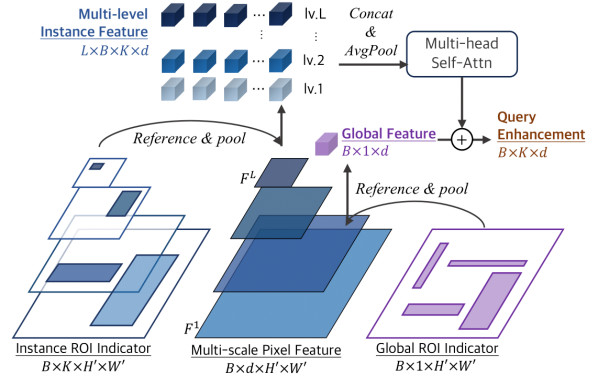 Multi-level
Instance Feature
L×B×K×d
lv.L
lv.2
lv.1
Concat
&
AvgPool
Multi-head
Self-Attn
Query
Enhancement
B×K×d
Global Feature
B×1×d
+
Reference & pool
Reference & pool
F^L
F^1
Instance ROI Indicator
B×K×H′×W′
Multi-scale Pixel Feature
B×d×H′×W′
Global ROI Indicator
B×1×H′×W′